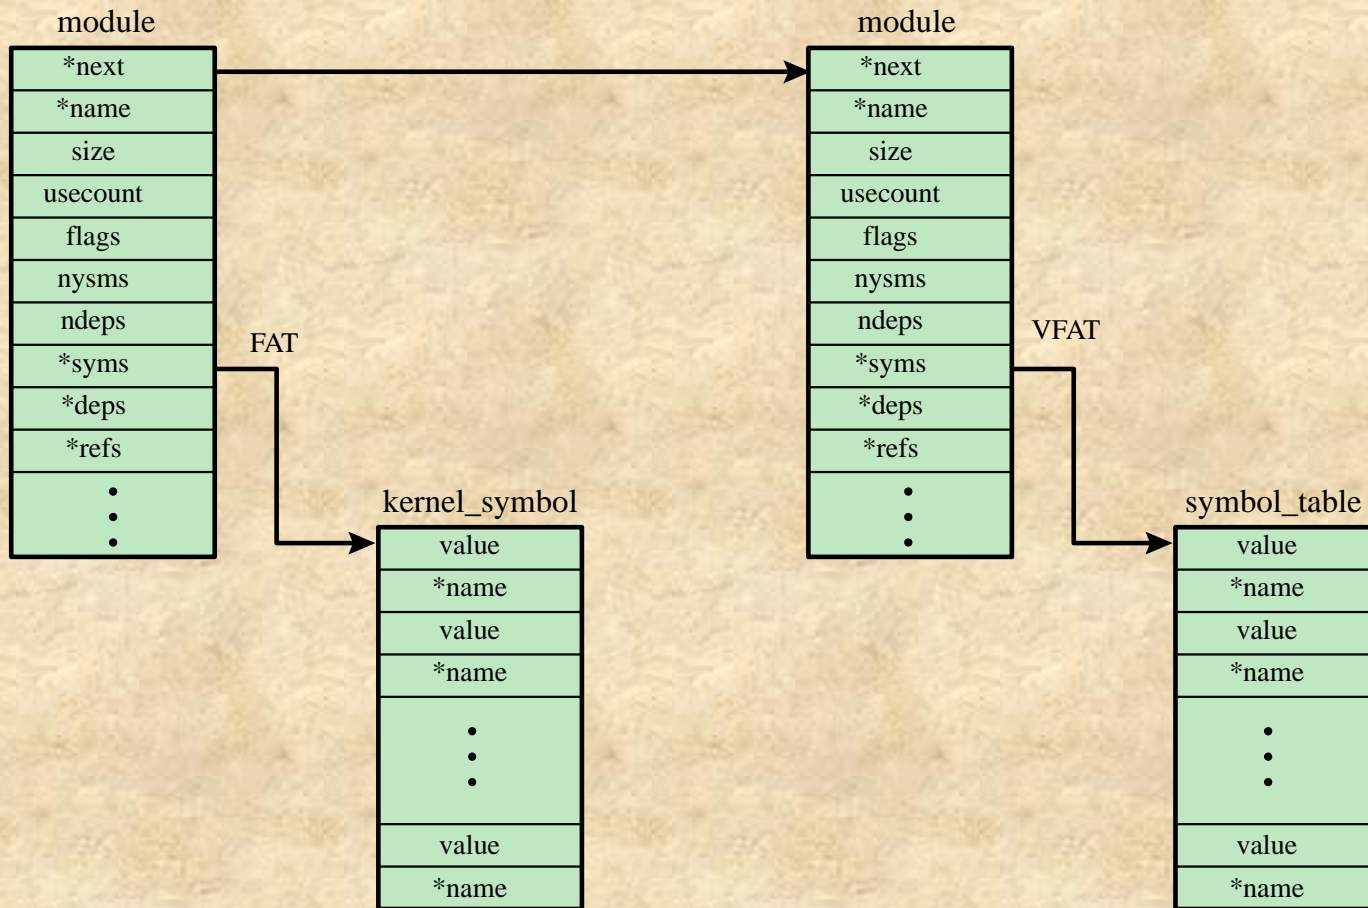 module
*next
*name
size
usecount
flags
nysms
ndeps
*syms
*deps
*refs
FAT
kernel_symbol
value
*name
value
*name
value
*name
module
*next
*name
size
usecount
flags
nysms
ndeps
*syms
*deps
*refs
VFAT
symbol_table
value
*name
value
*name
value
*name